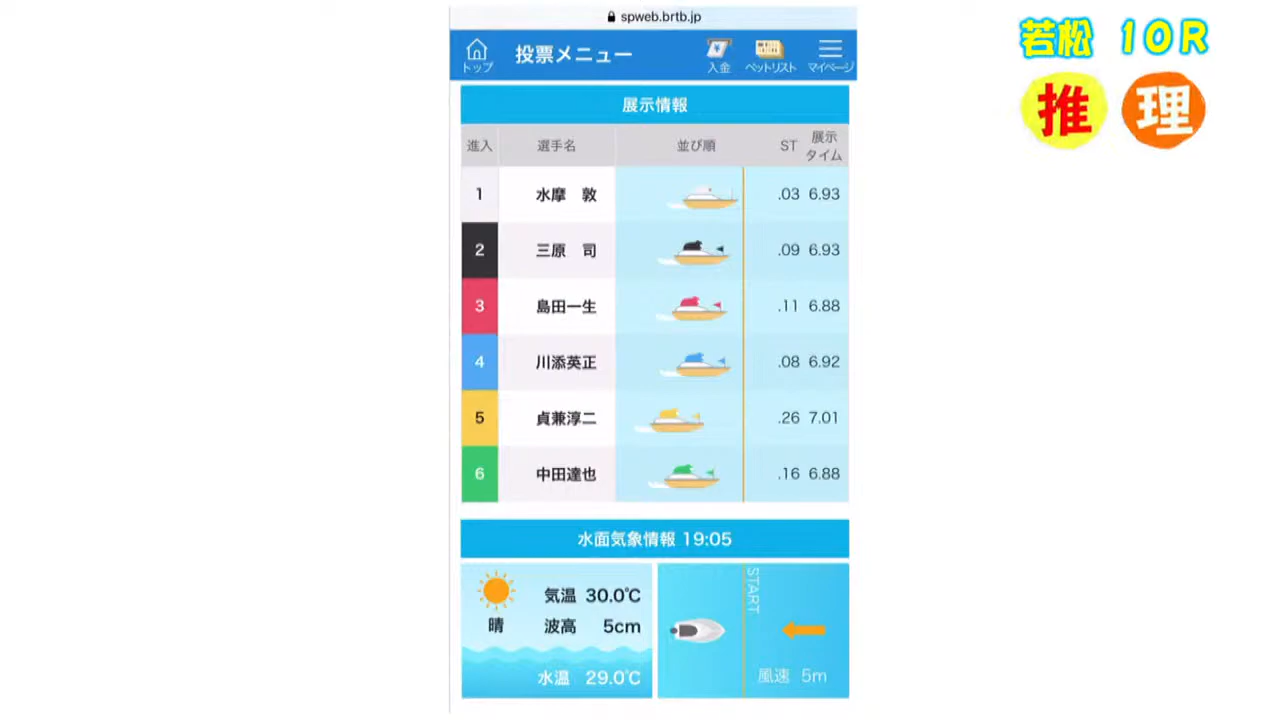 spweb.brtb.jp
トップ 投票メニュー 入金 ベットリスト マイページ
若松 10R
推理
展示情報
進入 選手名 並び順 ST 展示タイム
1 水摩 敦 .03 6.93
2 三原 司 .09 6.93
3 島田一生 .11 6.88
4 川添英正 .08 6.92
5 貞兼淳二 .26 7.01
6 中田達也 .16 6.88
水面気象情報 19:05
晴
気温 30.0℃
波高 5cm
水温 29.0℃
START
風速 5m